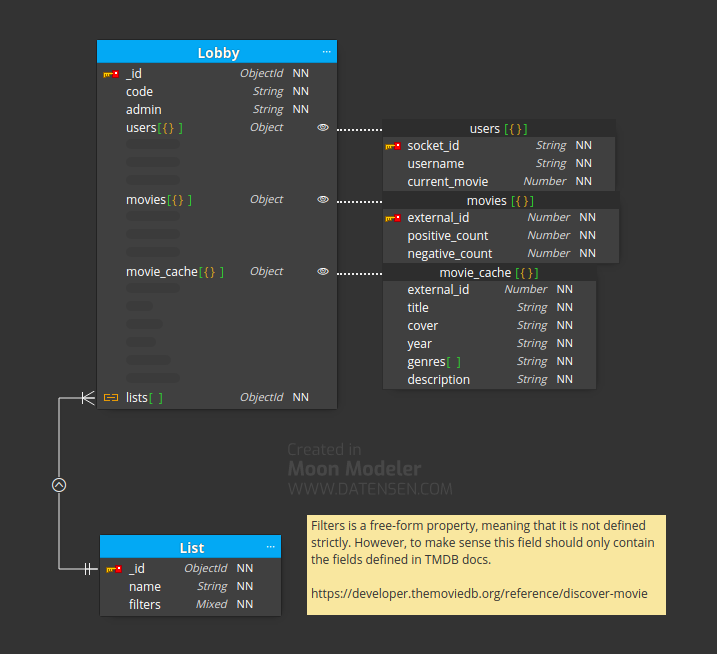 Lobby ...
_id ObjectId NN
code String NN
admin String NN
users[{} ] Object
movies[{} ] Object
movie_cache[{} ] Object
lists[ ] ObjectId NN
users [{}]
socket_id String NN
username String NN
current_movie Number NN
movies [{}]
external_id Number NN
positive_count Number NN
negative_count Number NN
movie_cache [{}]
external_id Number NN
title String NN
cover String NN
year String NN
genres[ ] String NN
description String NN
Created in
Moon Modeler
WWW.DATENSEN.COM
List ...
_id ObjectId NN
name String NN
filters Mixed NN
Filters is a free-form property, meaning that it is not defined
strictly. However, to make sense this field should only contain
the fields defined in TMDB docs.
https://developer.themoviedb.org/reference/discover-movie